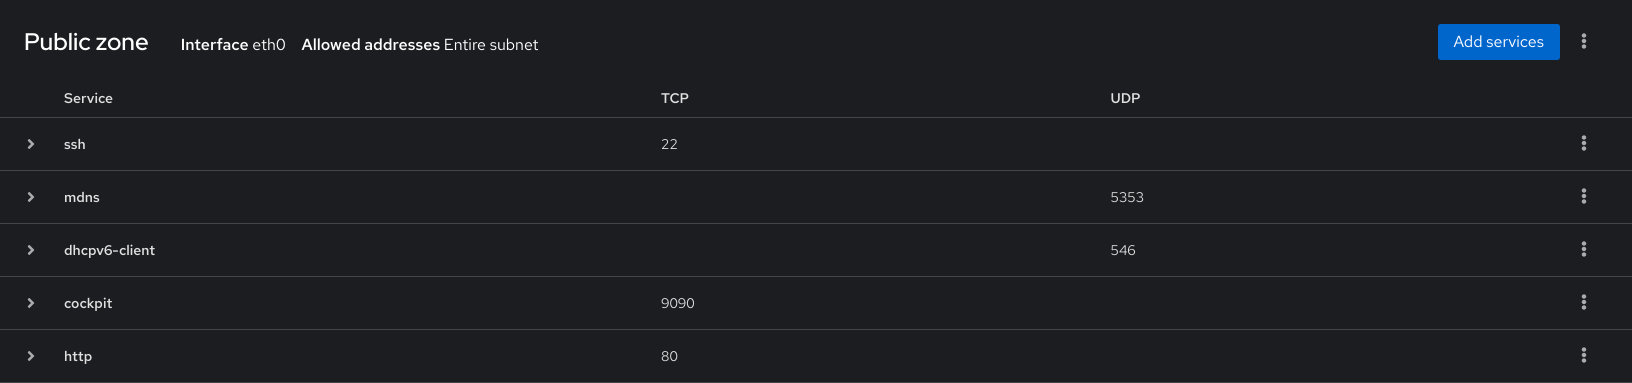 Public zone Interface eth0 Allowed addresses Entire subnet Add services
Service TCP UDP
ssh 22
mdns 5353
dhcpv6-client 546
cockpit 9090
http 80